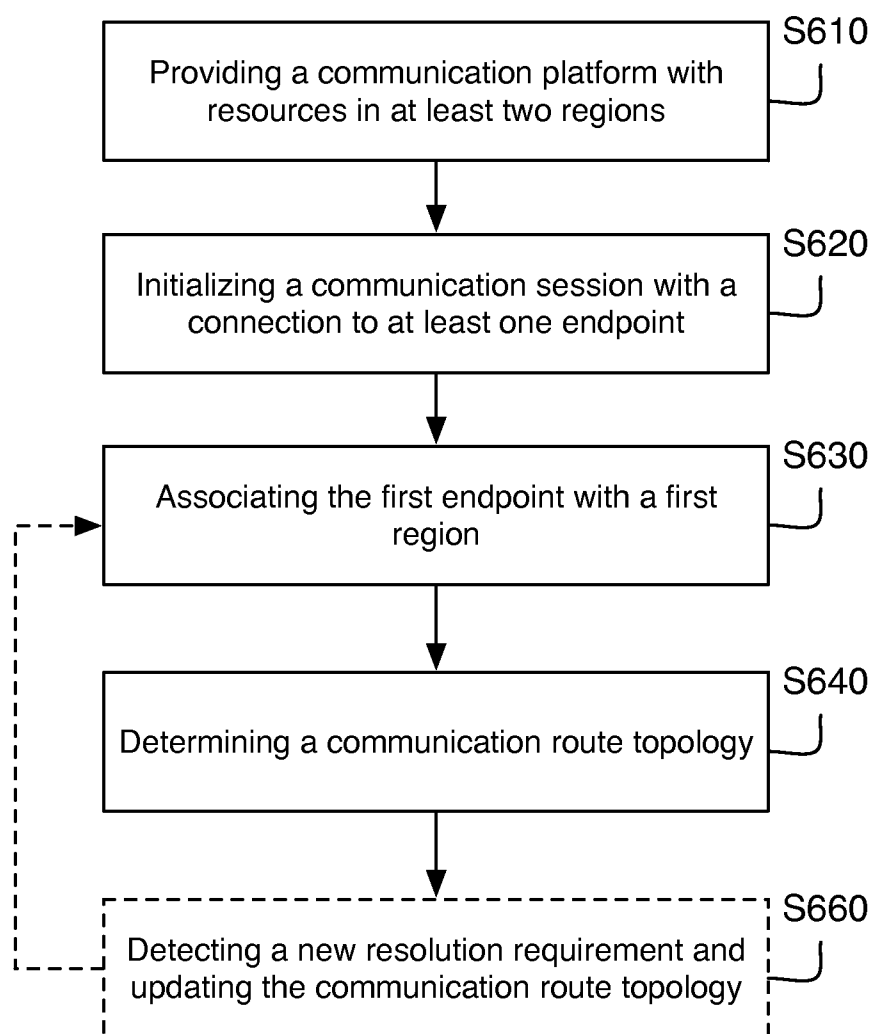 S610
Providing a communication platform with
resources in at least two regions
S620
Initializing a communication session with a
connection to at least one endpoint
S630
Associating the first endpoint with a first
region
S640
Determining a communication route topology
S660
Detecting a new resolution requirement and
updating the communication route topology